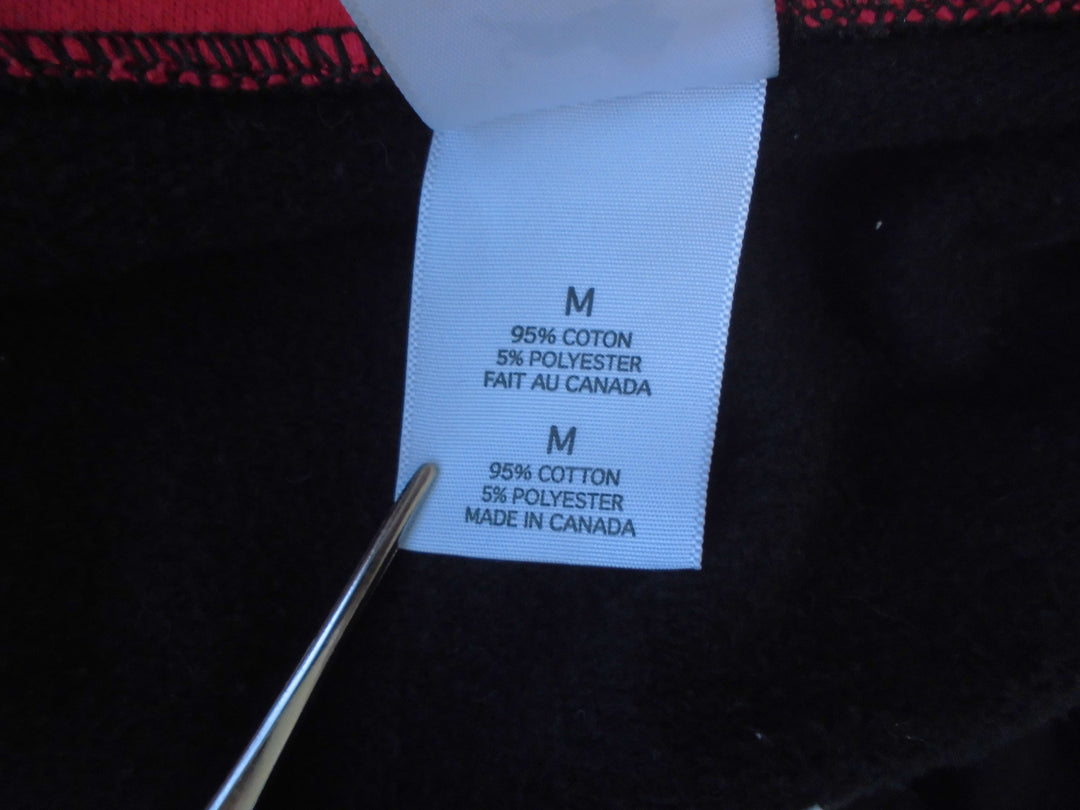 M
95% COTON
5% POLYESTER
FAIT AU CANADA
M
95% COTTON
5% POLYESTER
MADE IN CANADA